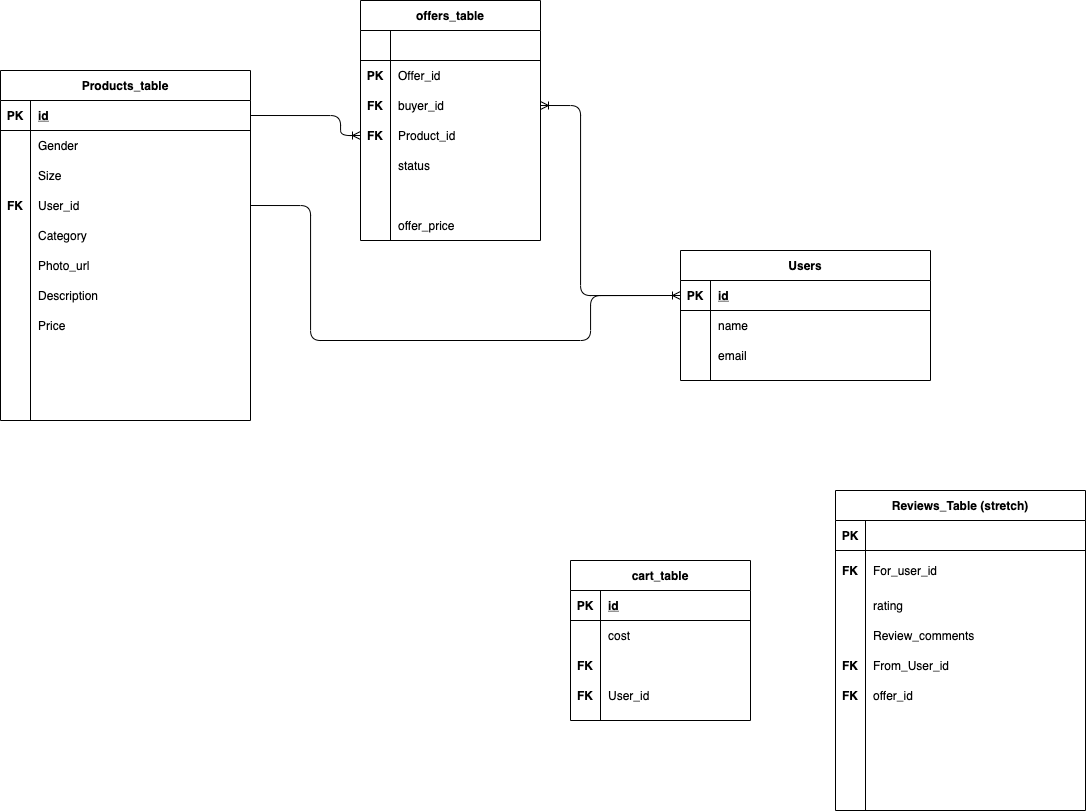 offers_table
PK Offer_id
FK buyer_id
FK Product_id
status
offer_price
Products_table
PK id
Gender
Size
FK User_id
Category
Photo_url
Description
Price
Users
PK id
name
email
cart_table
PK id
cost
FK
FK User_id
Reviews_Table (stretch)
PK
FK For_user_id
rating
Review_comments
FK From_User_id
FK offer_id